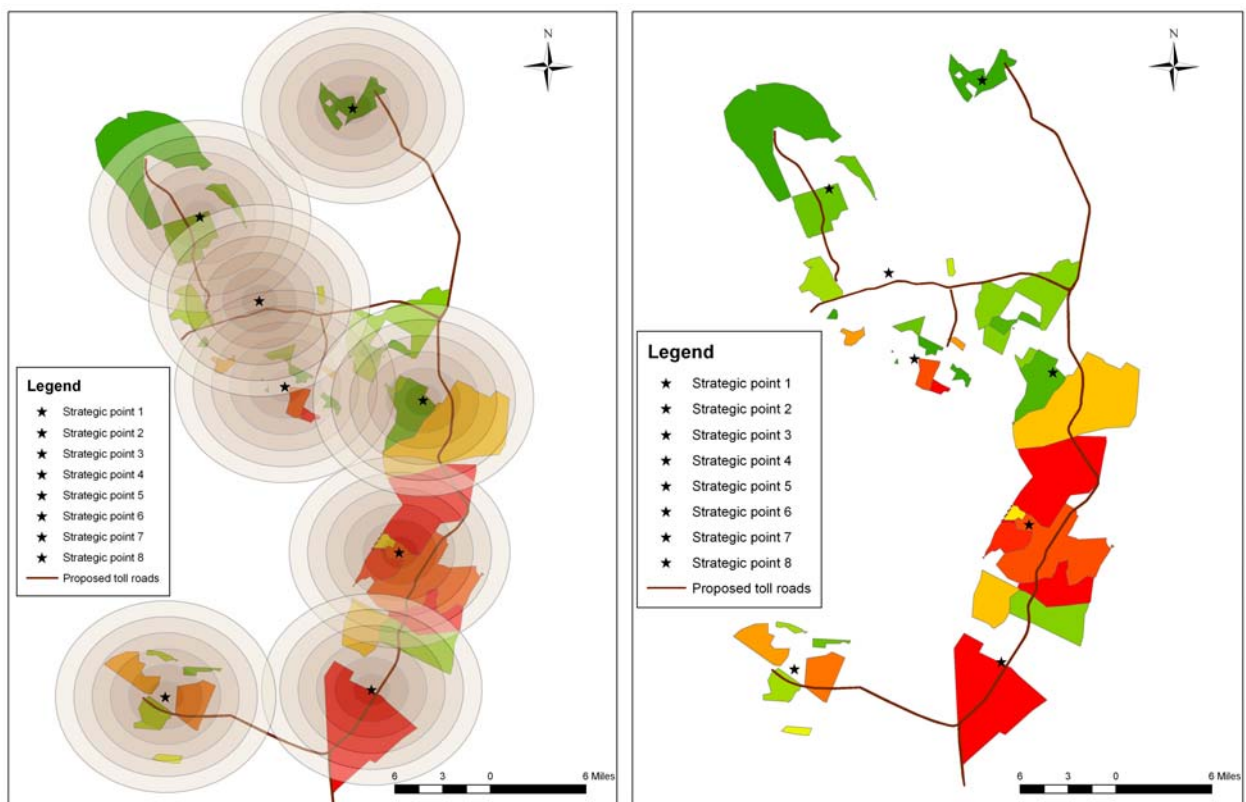 N
Legend
Strategic point 1
Strategic point 2
Strategic point 3
Strategic point 4
Strategic point 5
Strategic point 6
Strategic point 7
Strategic point 8
Proposed toll roads
6 3 0 6 Miles
N
Legend
Strategic point 1
Strategic point 2
Strategic point 3
Strategic point 4
Strategic point 5
Strategic point 6
Strategic point 7
Strategic point 8
Proposed toll roads
6 3 0 6 Miles